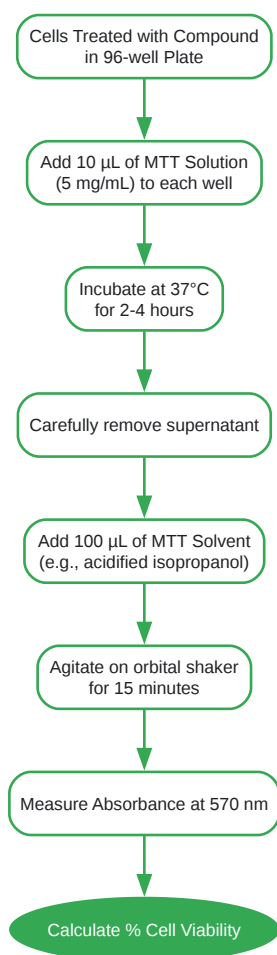 Cells Treated with Compound
in 96-well Plate
Add 10 µL of MTT Solution
(5 mg/mL) to each well
Incubate at 37°C
for 2-4 hours
Carefully remove supernatant
Add 100 µL of MTT Solvent
(e.g., acidified isopropanol)
Agitate on orbital shaker
for 15 minutes
Measure Absorbance at 570 nm
Calculate % Cell Viability